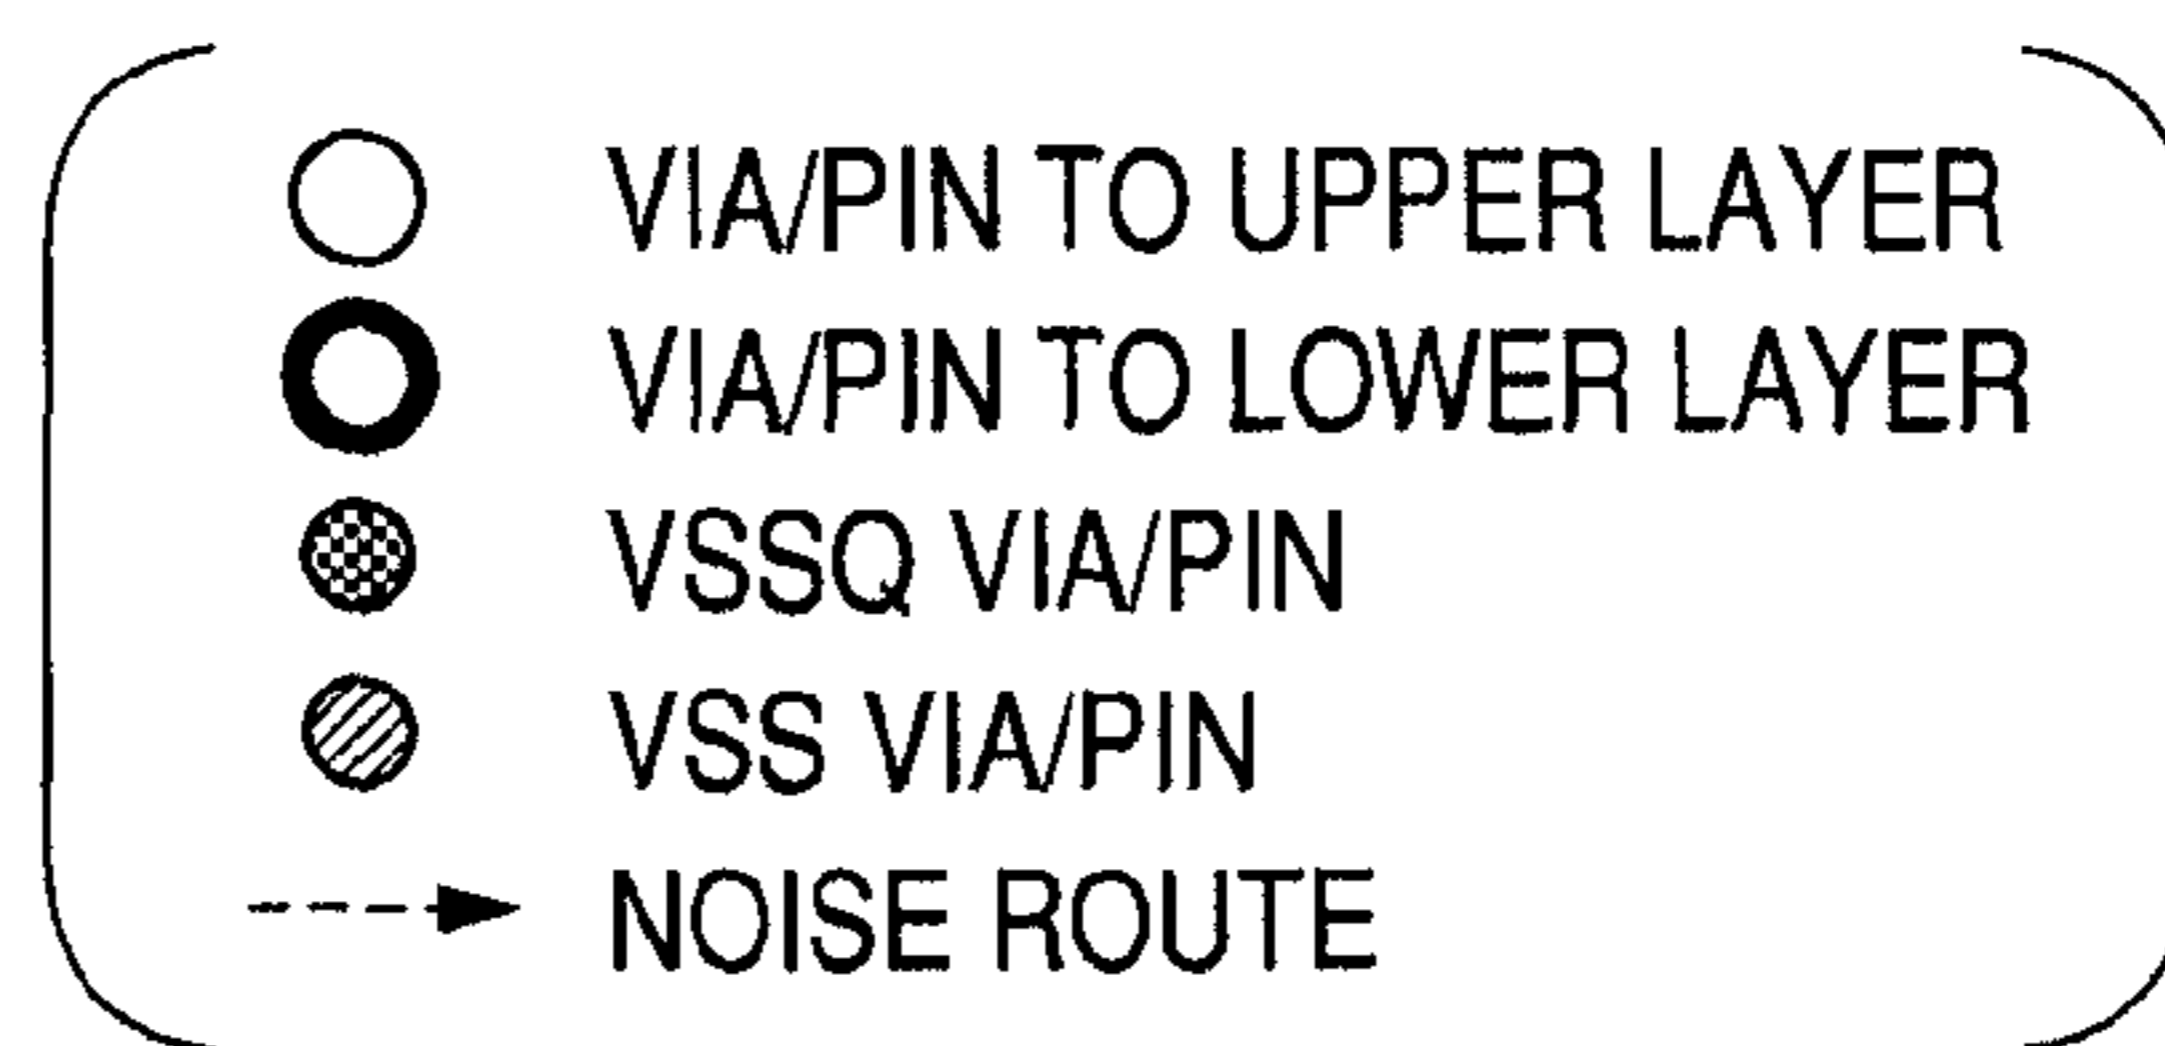 VIA/PIN TO UPPER LAYER
VIA/PIN TO LOWER LAYER
VSSQ VIA/PIN
VSS VIA/PIN
NOISE ROUTE